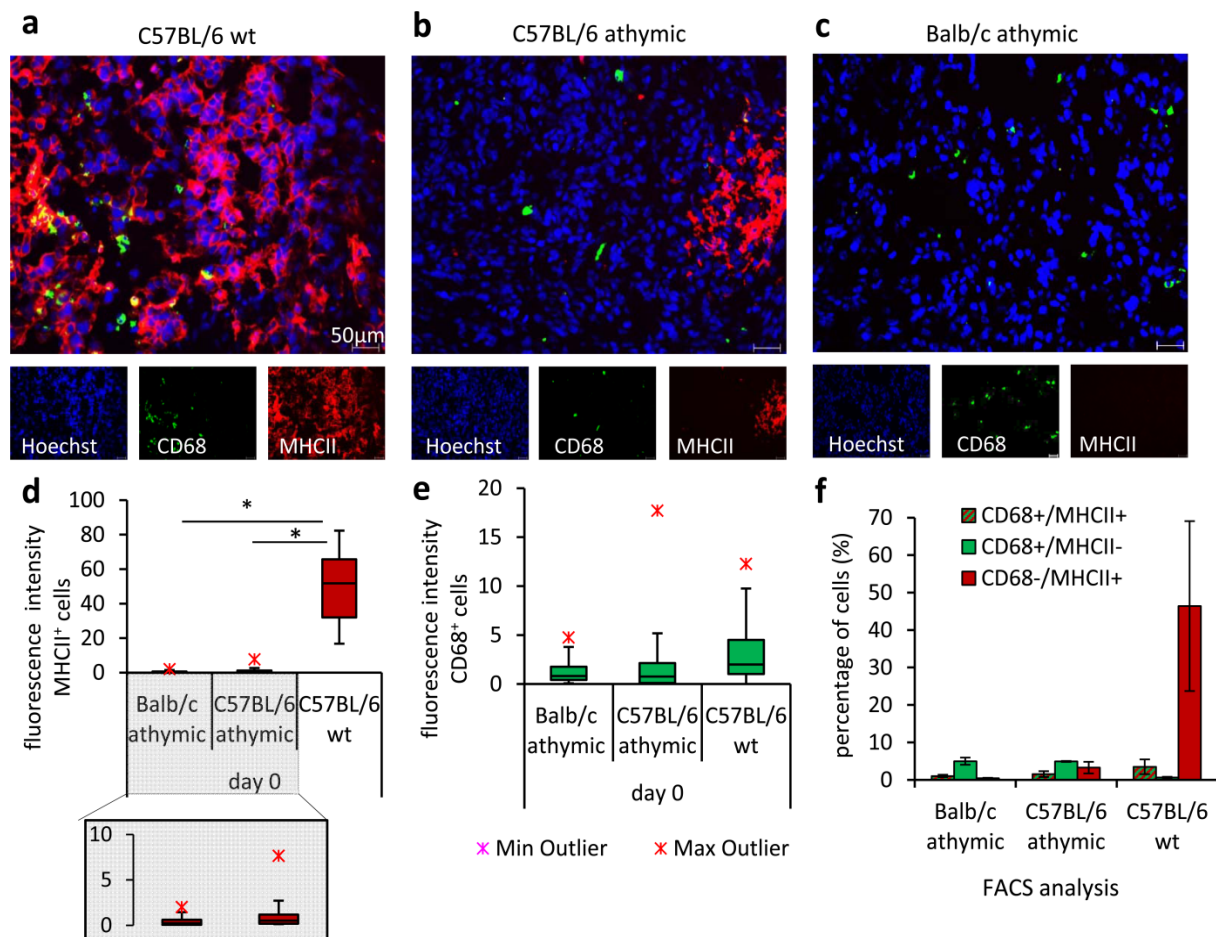 a
C57BL/6 wt
b
C57BL/6 athymic
c
Balb/c athymic
50µm
Hoechst
CD68
MHCII
Hoechst
CD68
MHCII
Hoechst
CD68
MHCII
d
fluorescence intensity
MHCII⁺ cells
100
80
60
40
20
0
*
*
Balb/c
athymic
C57BL/6
athymic
C57BL/6
wt
day 0
10
5
0
e
fluorescence intensity
CD68⁺ cells
20
15
10
5
0
Balb/c
athymic
C57BL/6
athymic
C57BL/6
wt
day 0
Min Outlier
Max Outlier
f
percentage of cells (%)
70
60
50
40
30
20
10
0
CD68+/MHCII+
CD68+/MHCII-
CD68-/MHCII+
Balb/c
athymic
C57BL/6
athymic
C57BL/6
wt
FACS analysis